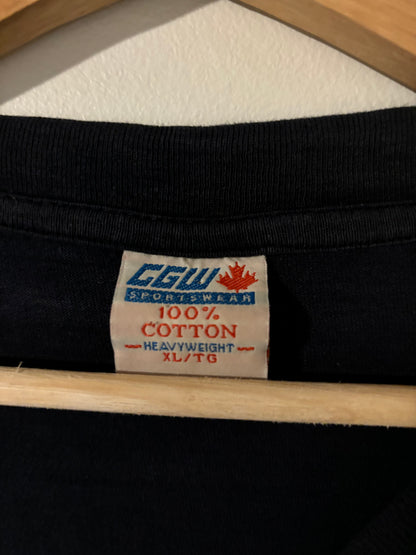 CGW
SPORTSWEAR
100%
COTTON
HEAVYWEIGHT
XL/TG